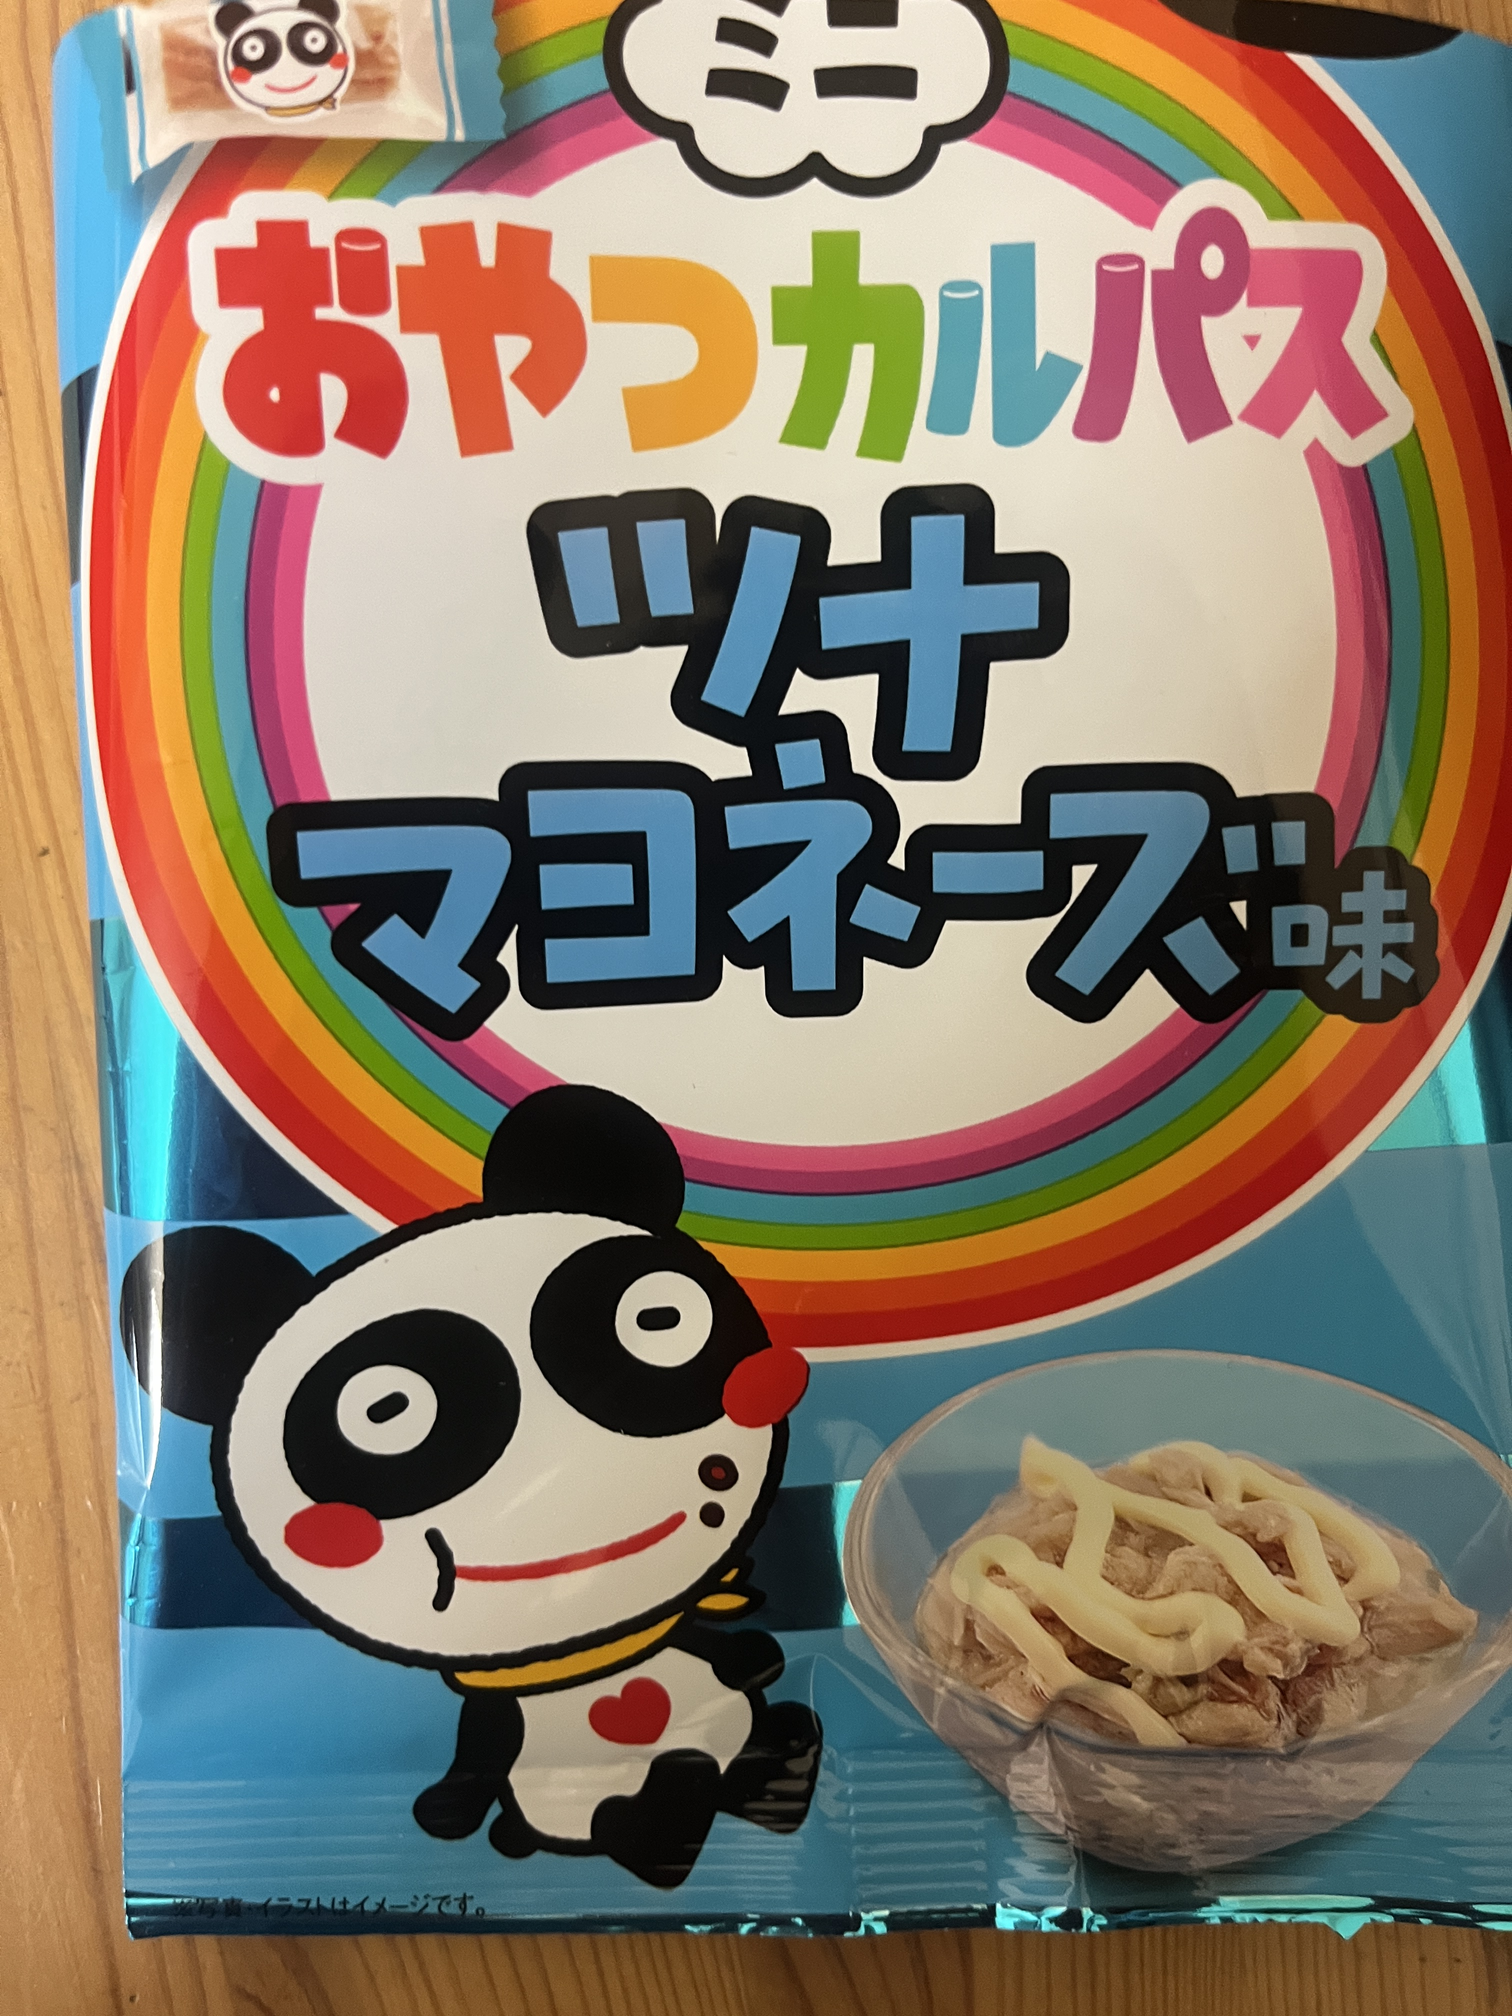 ミニ
おやつカルパス
ツナ
マヨネーズ味
※写真・イラストはイメージです。